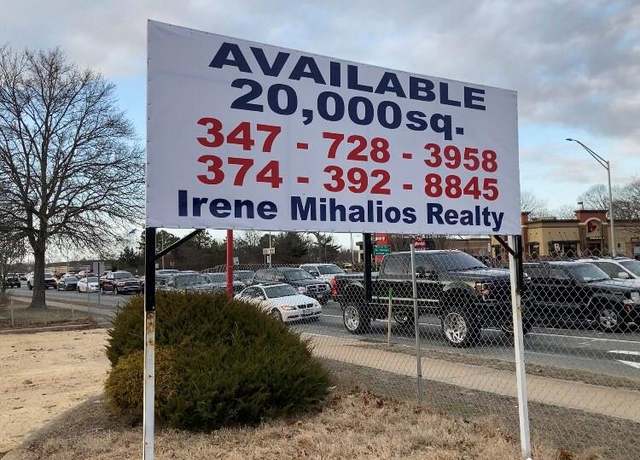 AVAILABLE
20,000sq.
347 - 728 - 3958
374 - 392 - 8845
Irene Mihalios Realty